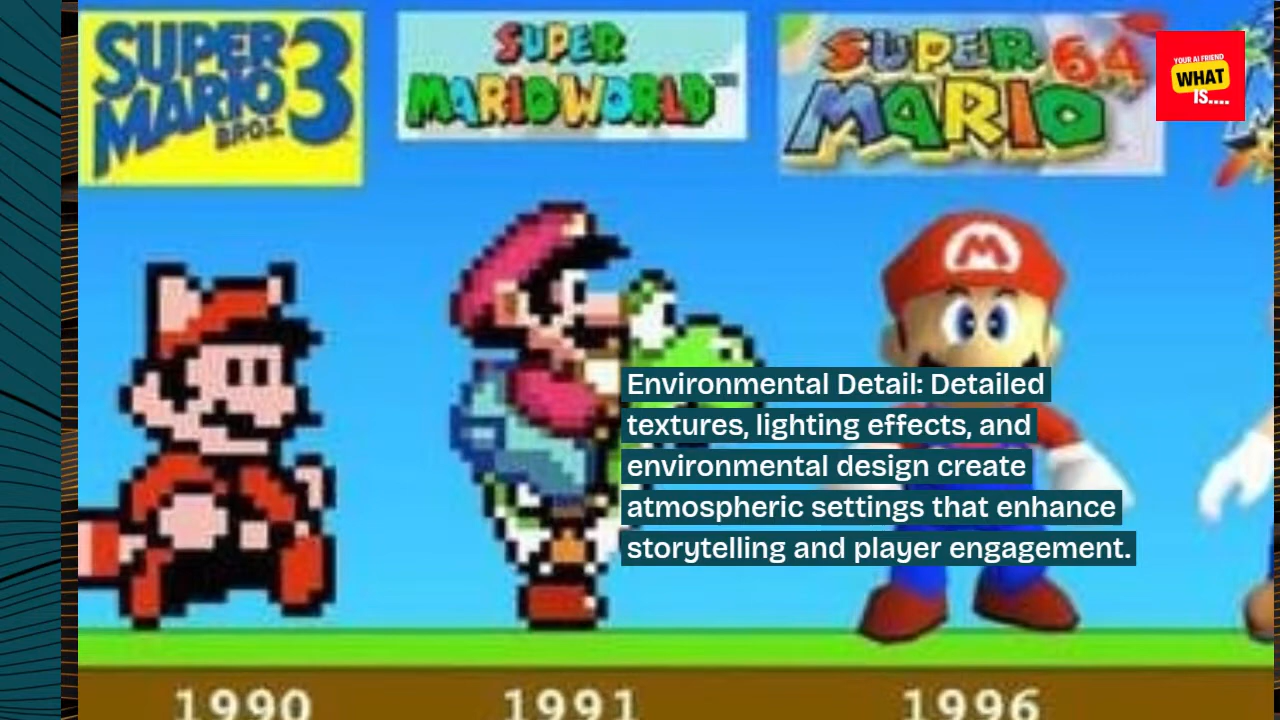 SUPER
MARIO
BROS. 3
SUPER
MARIO WORLD™
SUPER
MARIO 64
YOUR AI FRIEND
WHAT
IS....
M
Environmental Detail: Detailed
textures, lighting effects, and
environmental design create
atmospheric settings that enhance
storytelling and player engagement.
1990
1991
1996